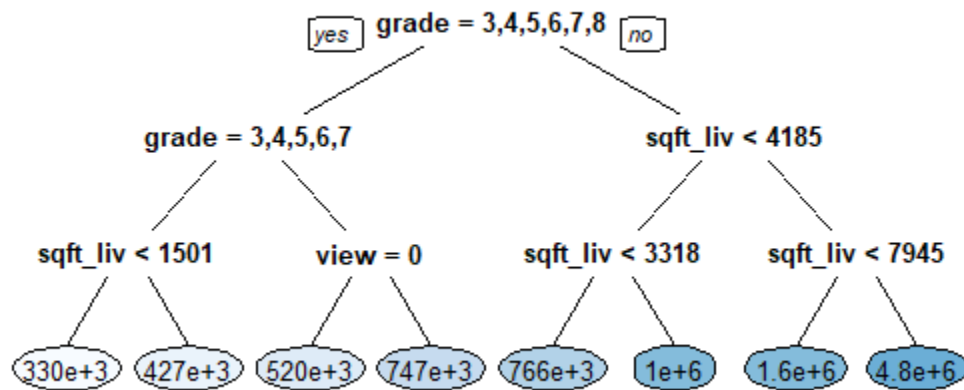 yes grade = 3,4,5,6,7,8 no
grade = 3,4,5,6,7 sqft_liv < 4185
sqft_liv < 1501 view = 0 sqft_liv < 3318 sqft_liv < 7945
330e+3 427e+3 520e+3 747e+3 766e+3 1e+6 1.6e+6 4.8e+6